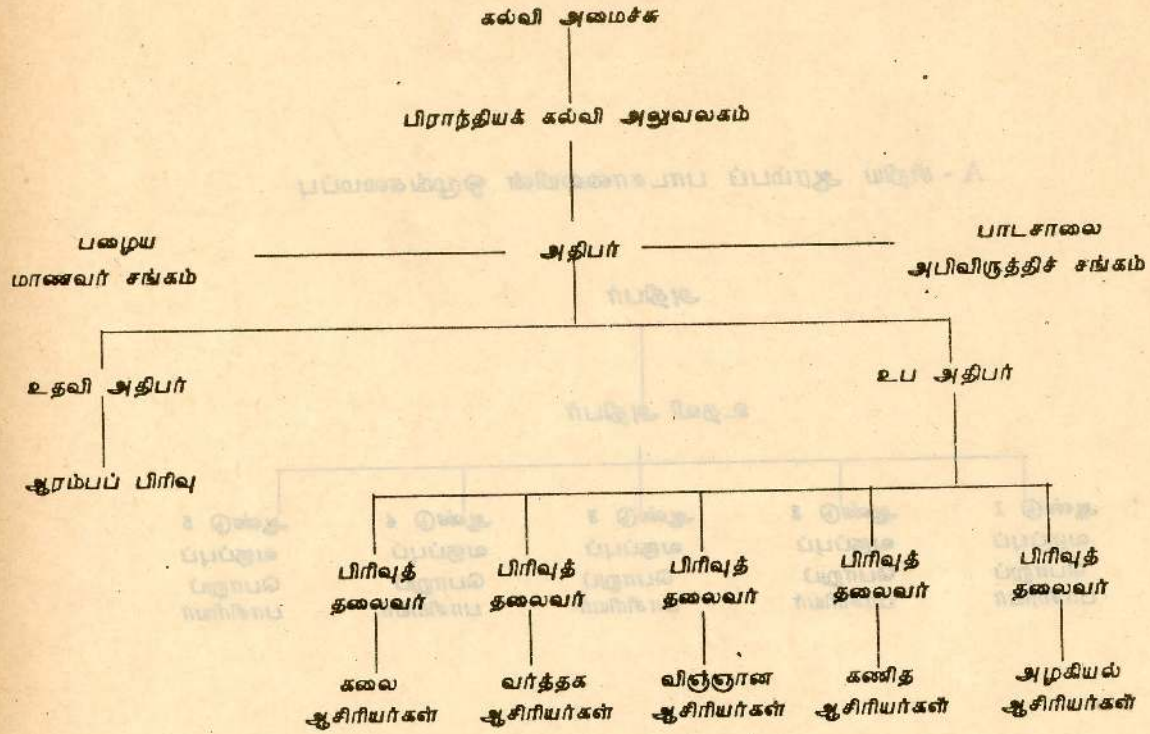 கல்வி அமைச்சு
பிராந்தியக் கல்வி அலுவலகம்
பழைய
மாணவர் சங்கம்
அதிபர்
பாடசாலை
அபிவிருத்திச் சங்கம்
உதவி அதிபர்
உப அதிபர்
ஆரம்பப் பிரிவு
பிரிவுத்
தலைவர்
பிரிவுத்
தலைவர்
பிரிவுத்
தலைவர்
பிரிவுத்
தலைவர்
பிரிவுத்
தலைவர்
கலை
ஆசிரியர்கள்
வர்த்தக
ஆசிரியர்கள்
விஞ்ஞான
ஆசிரியர்கள்
கணித
ஆசிரியர்கள்
அழகியல்
ஆசிரியர்கள்